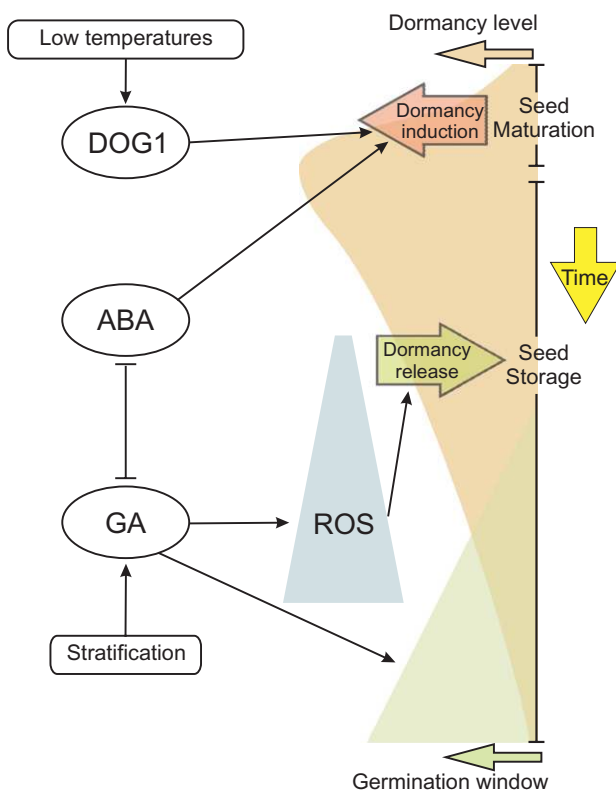 Dormancy level
Low temperatures
Dormancy
induction
Seed
Maturation
DOG1
Time
ABA
Dormancy
release
Seed
Storage
GA
ROS
Stratification
Germination window